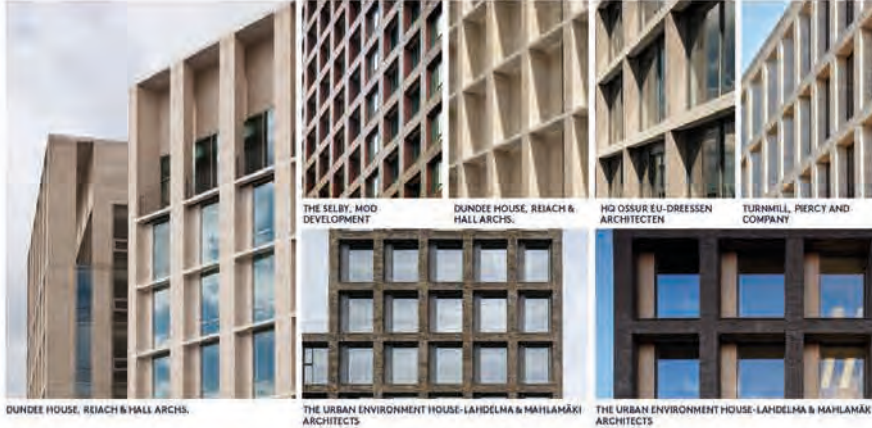 THE SELBY, MOD
DEVELOPMENT
DUNDEE HOUSE, REIACH &
HALL ARCHS.
HQ OSSUR EU-DREESSEN
ARCHITECTEN
TURNMILL, PIERCY AND
COMPANY
DUNDEE HOUSE, REIACH & HALL ARCHS.
THE URBAN ENVIRONMENT HOUSE-LAHDELMA & MAHLAMÄKI
ARCHITECTS
THE URBAN ENVIRONMENT HOUSE-LAHDELMA & MAHLAMÄK
ARCHITECTS